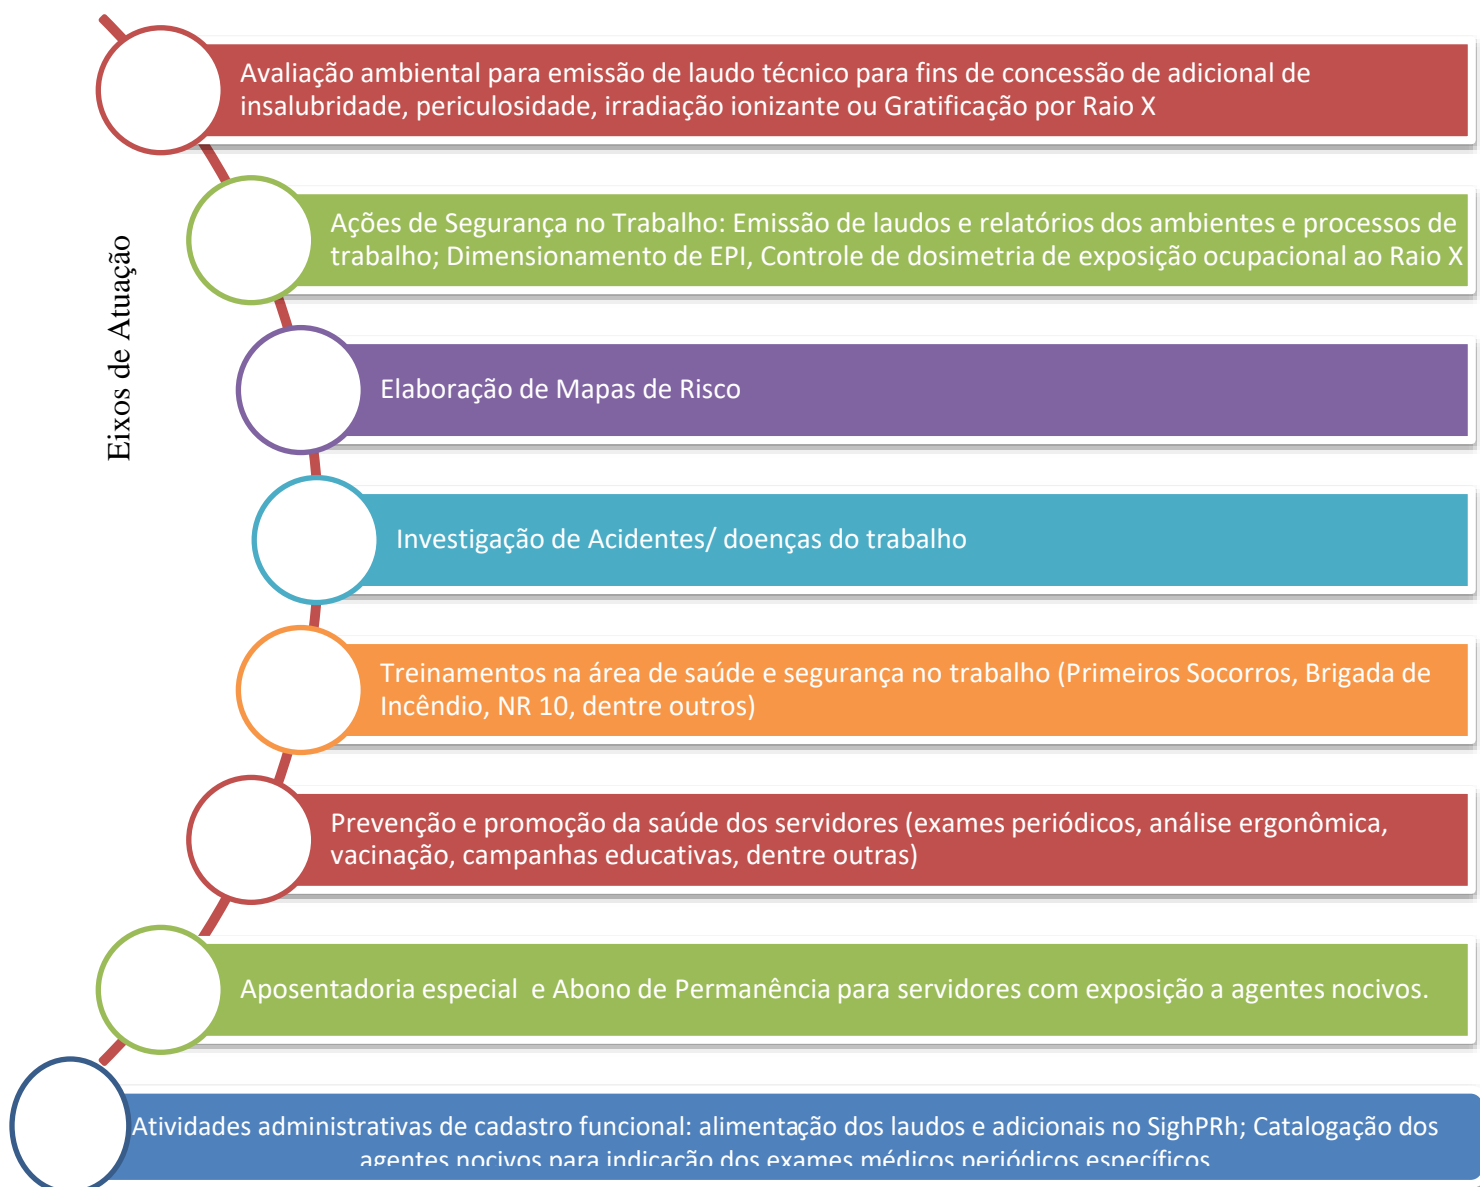 Eixos de Atuação
Avaliação ambiental para emissão de laudo técnico para fins de concessão de adicional de
insalubridade, periculosidade, irradiação ionizante ou Gratificação por Raio X
Ações de Segurança no Trabalho: Emissão de laudos e relatórios dos ambientes e processos de
trabalho; Dimensionamento de EPI, Controle de dosimetria de exposição ocupacional ao Raio X
Elaboração de Mapas de Risco
Investigação de Acidentes/ doenças do trabalho
Treinamentos na área de saúde e segurança no trabalho (Primeiros Socorros, Brigada de
Incêndio, NR 10, dentre outros)
Prevenção e promoção da saúde dos servidores (exames periódicos, análise ergonômica,
vacinação, campanhas educativas, dentre outras)
Aposentadoria especial  e Abono de Permanência para servidores com exposição a agentes nocivos.
Atividades administrativas de cadastro funcional: alimentação dos laudos e adicionais no SighPRh; Catalogação dos
agentes nocivos para indicação dos exames médicos periódicos específicos